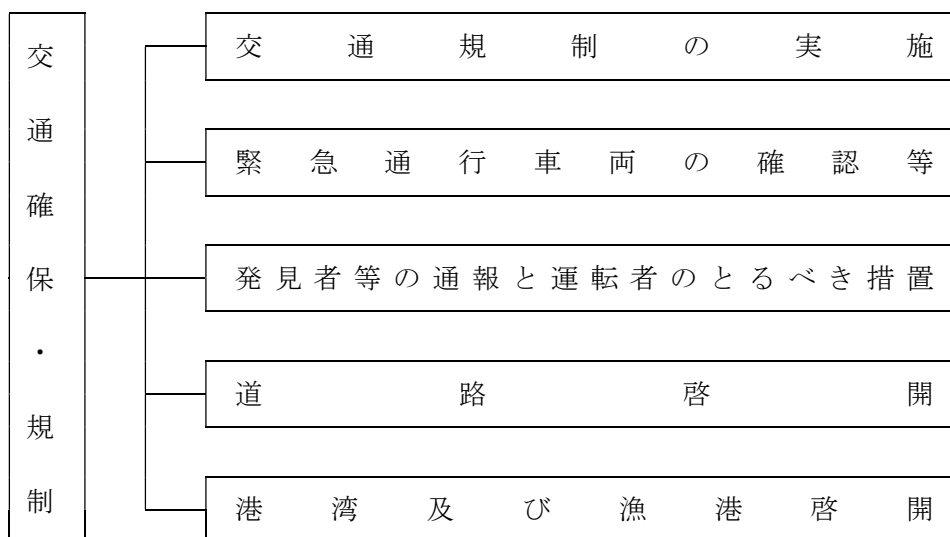 交通確保・規制
交通規制の実施
緊急通行車両の確認等
発見者等の通報と運転者のとるべき措置
道路啓開
港湾及び漁港啓開